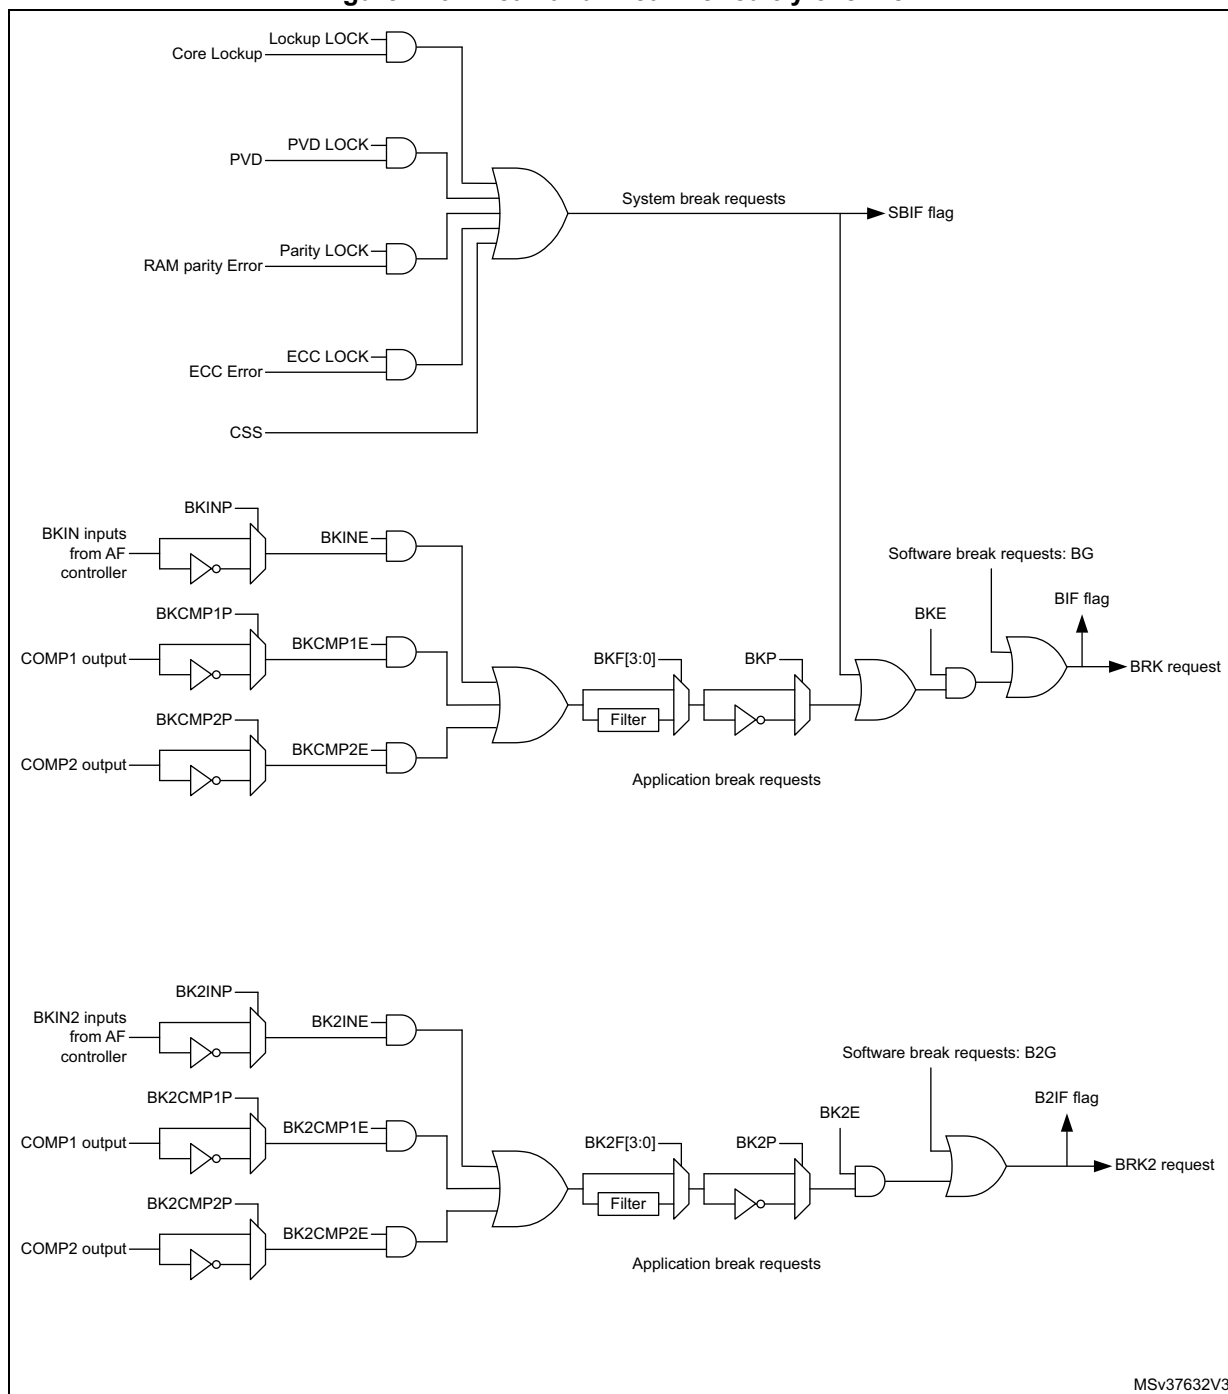 Lockup LOCK
Core Lockup
PVD LOCK
PVD
System break requests
SBIF flag
Parity LOCK
RAM parity Error
ECC LOCK
ECC Error
CSS
BKINP
BKIN inputs
from AF
controller
BKINE
Software break requests: BG
BIF flag
BKCMP1P
BKE
COMP1 output
BKCMP1E
BKF[3:0]
BKP
BRK request
BKCMP2P
Filter
COMP2 output
BKCMP2E
Application break requests
BK2INP
BKIN2 inputs
from AF
controller
BK2INE
Software break requests: B2G
B2IF flag
BK2CMP1P
BK2E
COMP1 output
BK2CMP1E
BK2F[3:0]
BK2P
BRK2 request
BK2CMP2P
Filter
COMP2 output
BK2CMP2E
Application break requests
MSv37632V3